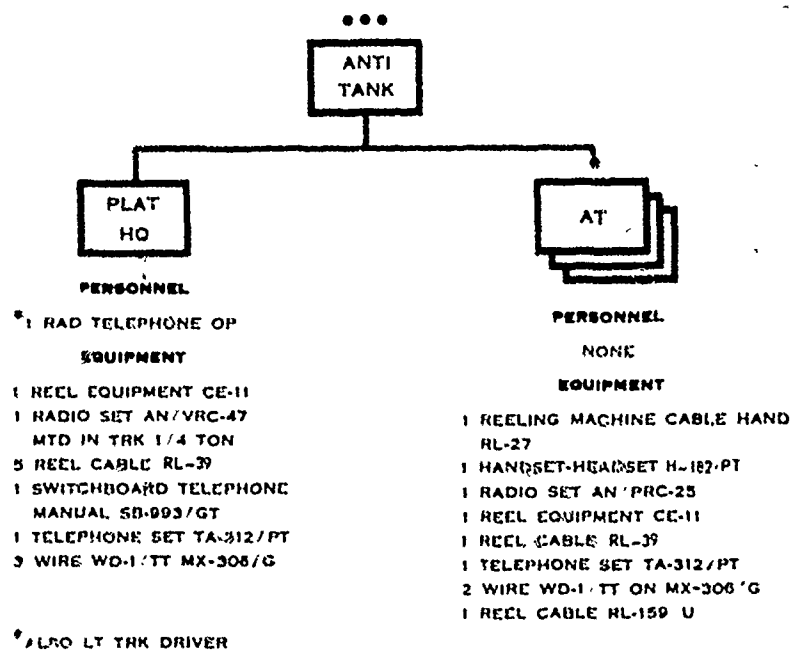 ANTI
TANK
PLAT
HQ
AT
PERSONNEL
*1 RAD TELEPHONE OP
EQUIPMENT
1 REEL EQUIPMENT CE-11
1 RADIO SET AN/VRC-47
MTD IN TRK 1/4 TON
5 REEL CABLE RL-39
1 SWITCHBOARD TELEPHONE
MANUAL SB-993/GT
1 TELEPHONE SET TA-312/PT
3 WIRE WD-1/TT MX-306/G
*ALSO LT TRK DRIVER
PERSONNEL
NONE
EQUIPMENT
1 REELING MACHINE CABLE HAND
RL-27
1 HANDSET-HEADSET H-182/PT
1 RADIO SET AN/PRC-25
1 REEL EQUIPMENT CE-11
1 REEL CABLE RL-39
1 TELEPHONE SET TA-312/PT
2 WIRE WD-1/TT ON MX-306/G
1 REEL CABLE RL-159 U